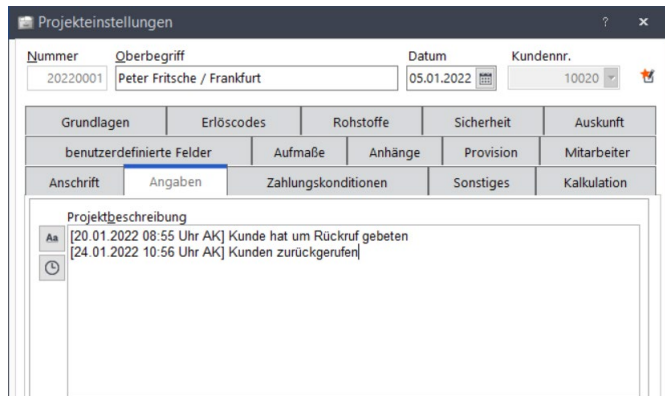 Projekteinstellungen ? ×
Nummer Oberbegriff Datum Kundennr.
20220001 Peter Fritsche / Frankfurt 05.01.2022 10020
Grundlagen Erlöscodes Rohstoffe Sicherheit Auskunft
benutzerdefinierte Felder Aufmaße Anhänge Provision Mitarbeiter
Anschrift Angaben Zahlungskonditionen Sonstiges Kalkulation
Projektbeschreibung
Aa
[20.01.2022 08:55 Uhr AK] Kunde hat um Rückruf gebeten
[24.01.2022 10:56 Uhr AK] Kunden zurückgerufen